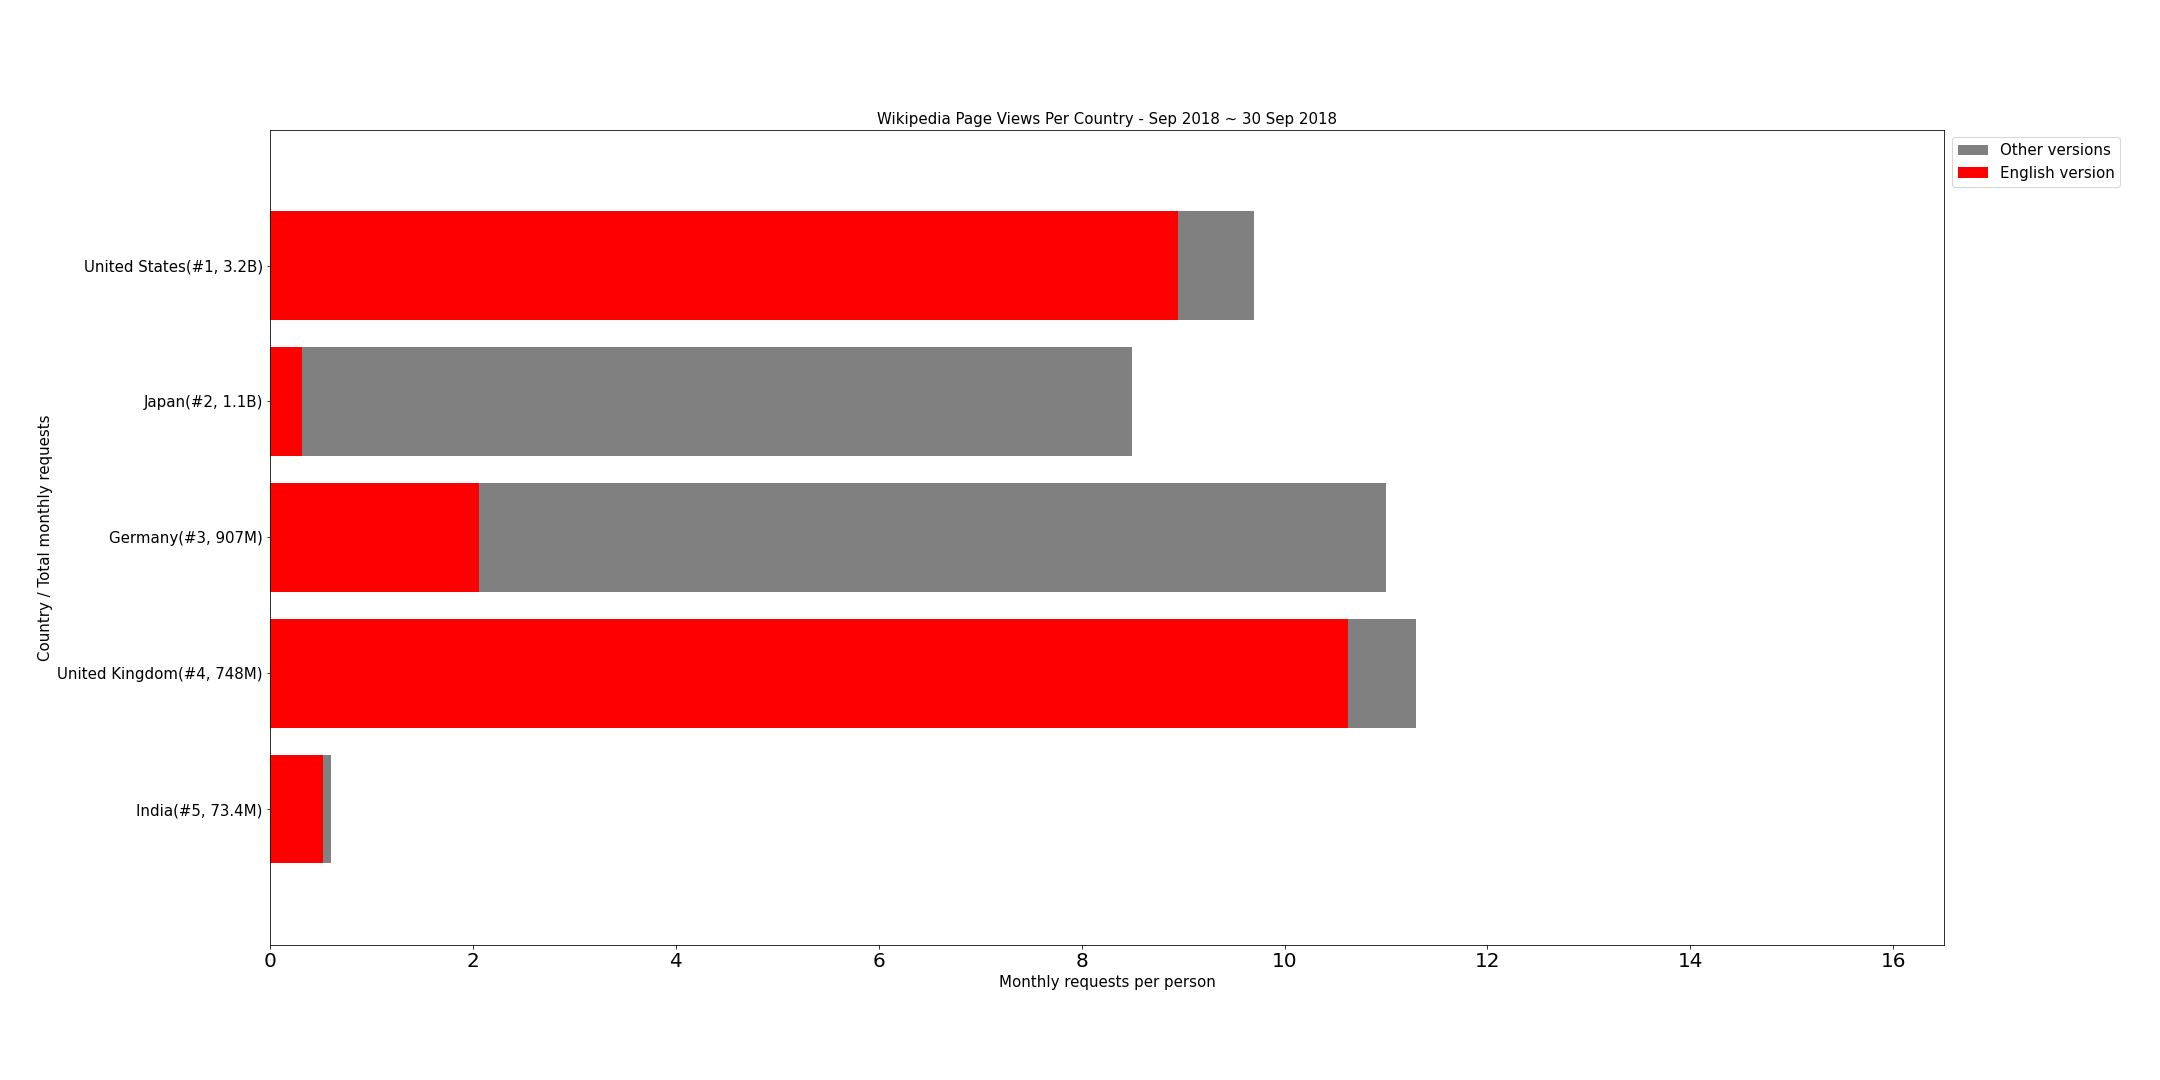 Wikipedia Page Views Per Country - Sep 2018 ~ 30 Sep 2018
Other versions
English version
Country / Total monthly requests
United States(#1, 3.2B)
Japan(#2, 1.1B)
Germany(#3, 907M)
United Kingdom(#4, 748M)
India(#5, 73.4M)
0 2 4 6 8 10 12 14 16
Monthly requests per person